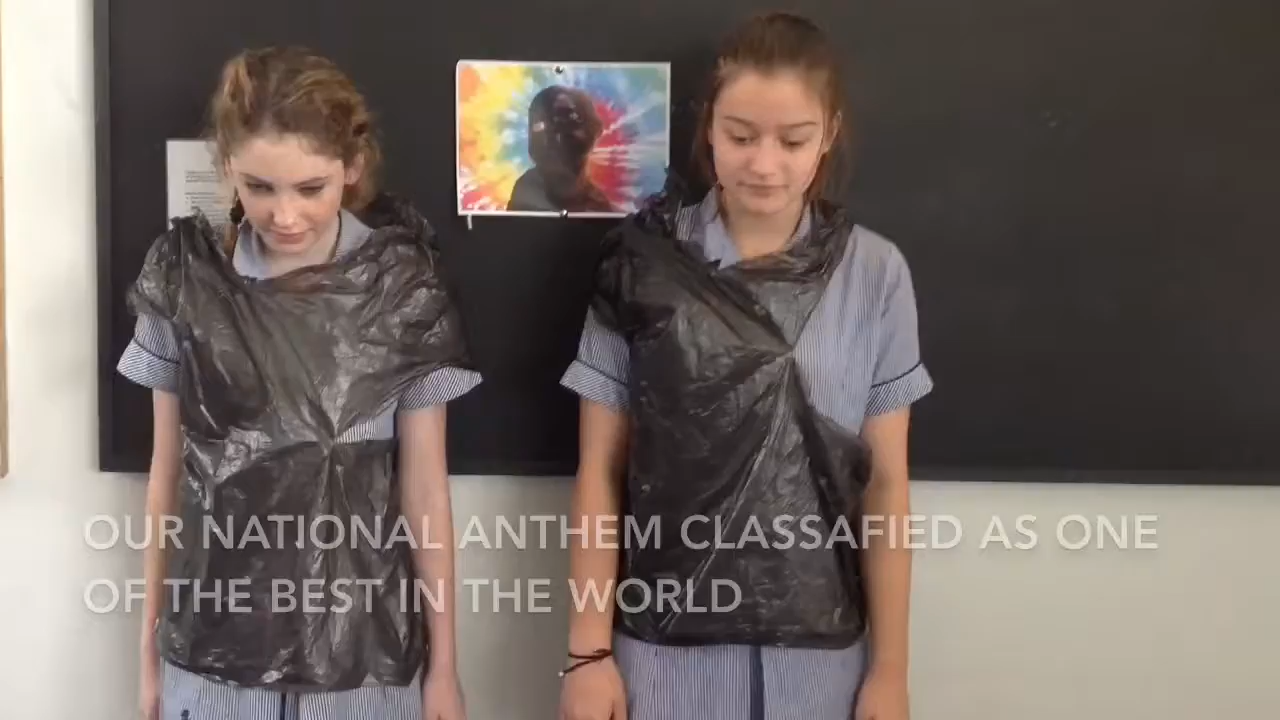 OUR NATIONAL ANTHEM CLASSAFIED AS ONE
OF THE BEST IN THE WORLD